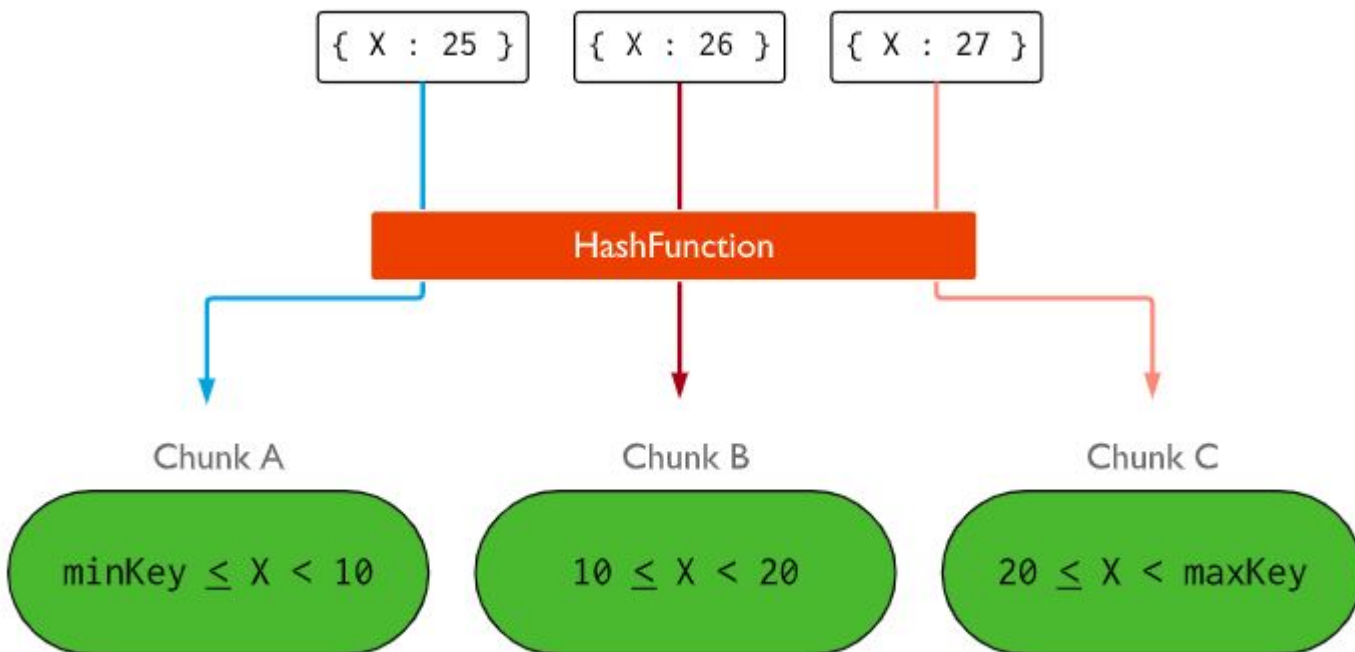 { X : 25 } { X : 26 } { X : 27 }
HashFunction
Chunk A Chunk B Chunk C
minKey ≤ X < 10 10 ≤ X < 20 20 ≤ X < maxKey